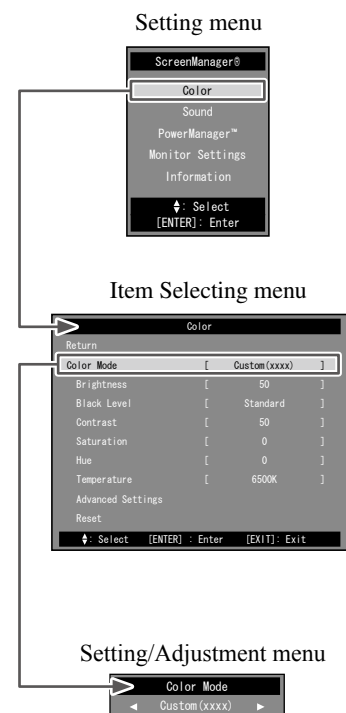 Setting menu
ScreenManager®
Color
Sound
PowerManager™
Monitor Settings
Information
♦: Select
[ENTER]: Enter
Item Selecting menu
Color
Return
Color Mode [ Custom(xxxx) ]
Brightness [ 50 ]
Black Level [ Standard ]
Contrast [ 50 ]
Saturation [ 0 ]
Hue [ 0 ]
Temperature [ 6500K ]
Advanced Settings
Reset
♦: Select [ENTER] : Enter [EXIT]: Exit
Setting/Adjustment menu
Color Mode
◄ Custom(xxxx) ►